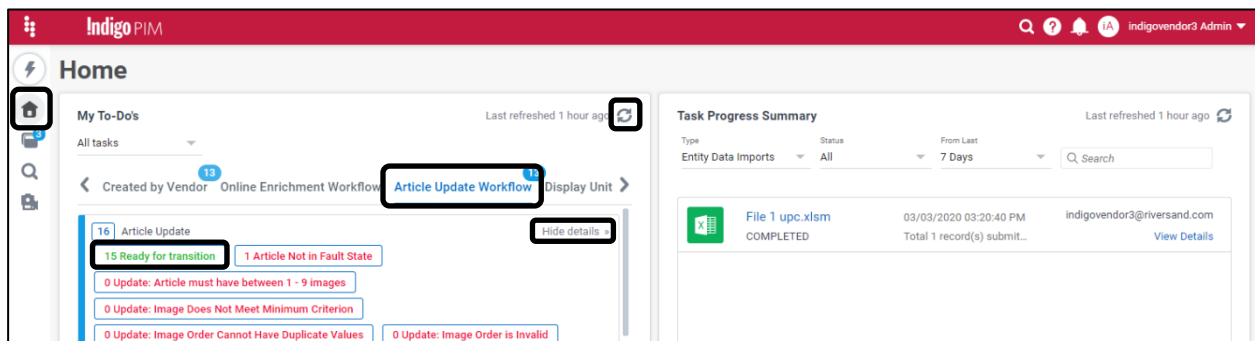 Indigo PIM
iA indigovendor3 Admin
Home
My To-Do's
Last refreshed 1 hour ago
All tasks
3
13
13
Created by Vendor Online Enrichment Workflow Article Update Workflow Display Unit
16 Article Update
Hide details »
15 Ready for transition
1 Article Not in Fault State
0 Update: Article must have between 1 - 9 images
0 Update: Image Does Not Meet Minimum Criterion
0 Update: Image Order Cannot Have Duplicate Values
0 Update: Image Order is Invalid
Task Progress Summary
Last refreshed 1 hour ago
Type Status From Last
Entity Data Imports All 7 Days Search
File 1 upc.xlsm 03/03/2020 03:20:40 PM indigovendor3@riversand.com
COMPLETED Total 1 record(s) submit... View Details